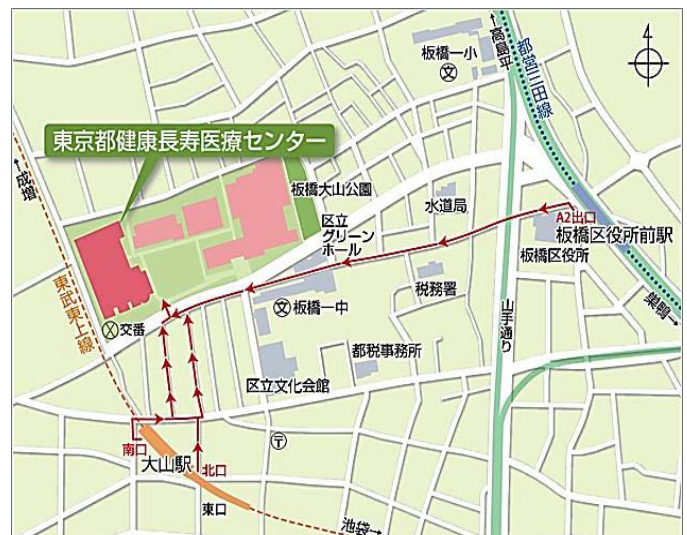 板橋一小
文
↑高島平
都営三田線
東京都健康長寿医療センター
↑成増
板橋大山公園
水道局
A2出口
板橋区役所前駅
板橋区役所
区立
グリーン
ホール
税務署
山手通り
巣鴨→
東武東上線
交番
文
板橋一中
都税事務所
区立文化会館
南口
大山駅
北口
東口
池袋→